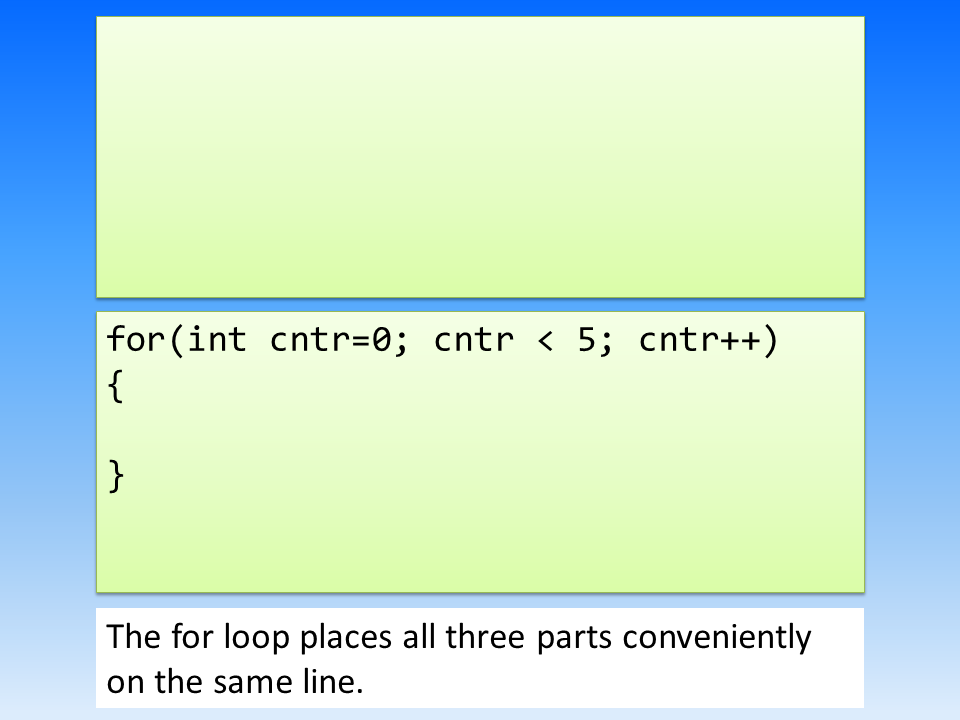 for(int cntr=0; cntr < 5; cntr++)
{
}
The for loop places all three parts conveniently
on the same line.